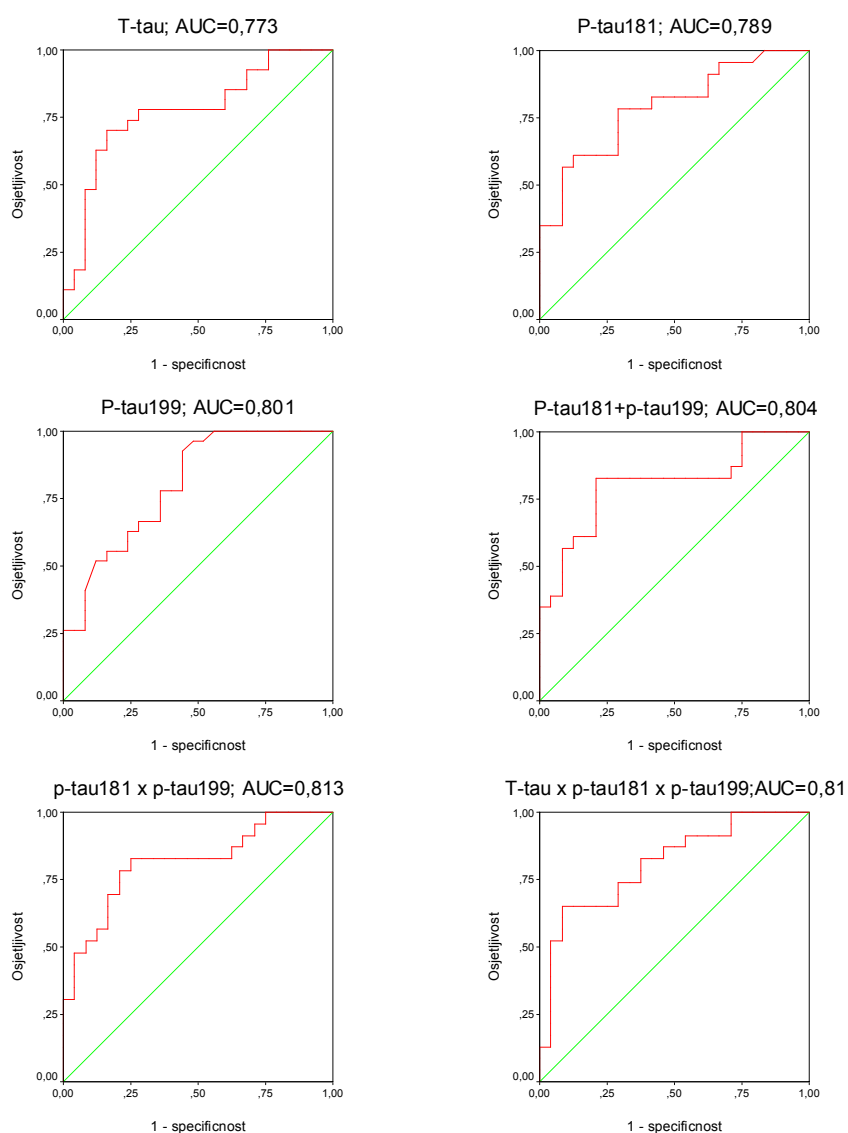 T-tau; AUC=0,773
1,00
,75
,50
,25
0,00
Osjetljivost
0,00 ,25 ,50 ,75 1,00
1 - specificnost
P-tau181; AUC=0,789
1,00
,75
,50
,25
0,00
Osjetljivost
0,00 ,25 ,50 ,75 1,00
1 - specificnost
P-tau199; AUC=0,801
1,00
,75
,50
,25
0,00
Osjetljivost
0,00 ,25 ,50 ,75 1,00
1 - specificnost
P-tau181+p-tau199; AUC=0,804
1,00
,75
,50
,25
0,00
Osjetljivost
0,00 ,25 ,50 ,75 1,00
1 - specificnost
p-tau181 x p-tau199; AUC=0,813
1,00
,75
,50
,25
0,00
Osjetljivost
0,00 ,25 ,50 ,75 1,00
1 - specificnost
T-tau x p-tau181 x p-tau199;AUC=0,81
1,00
,75
,50
,25
0,00
Osjetljivost
0,00 ,25 ,50 ,75 1,00
1 - specificnost